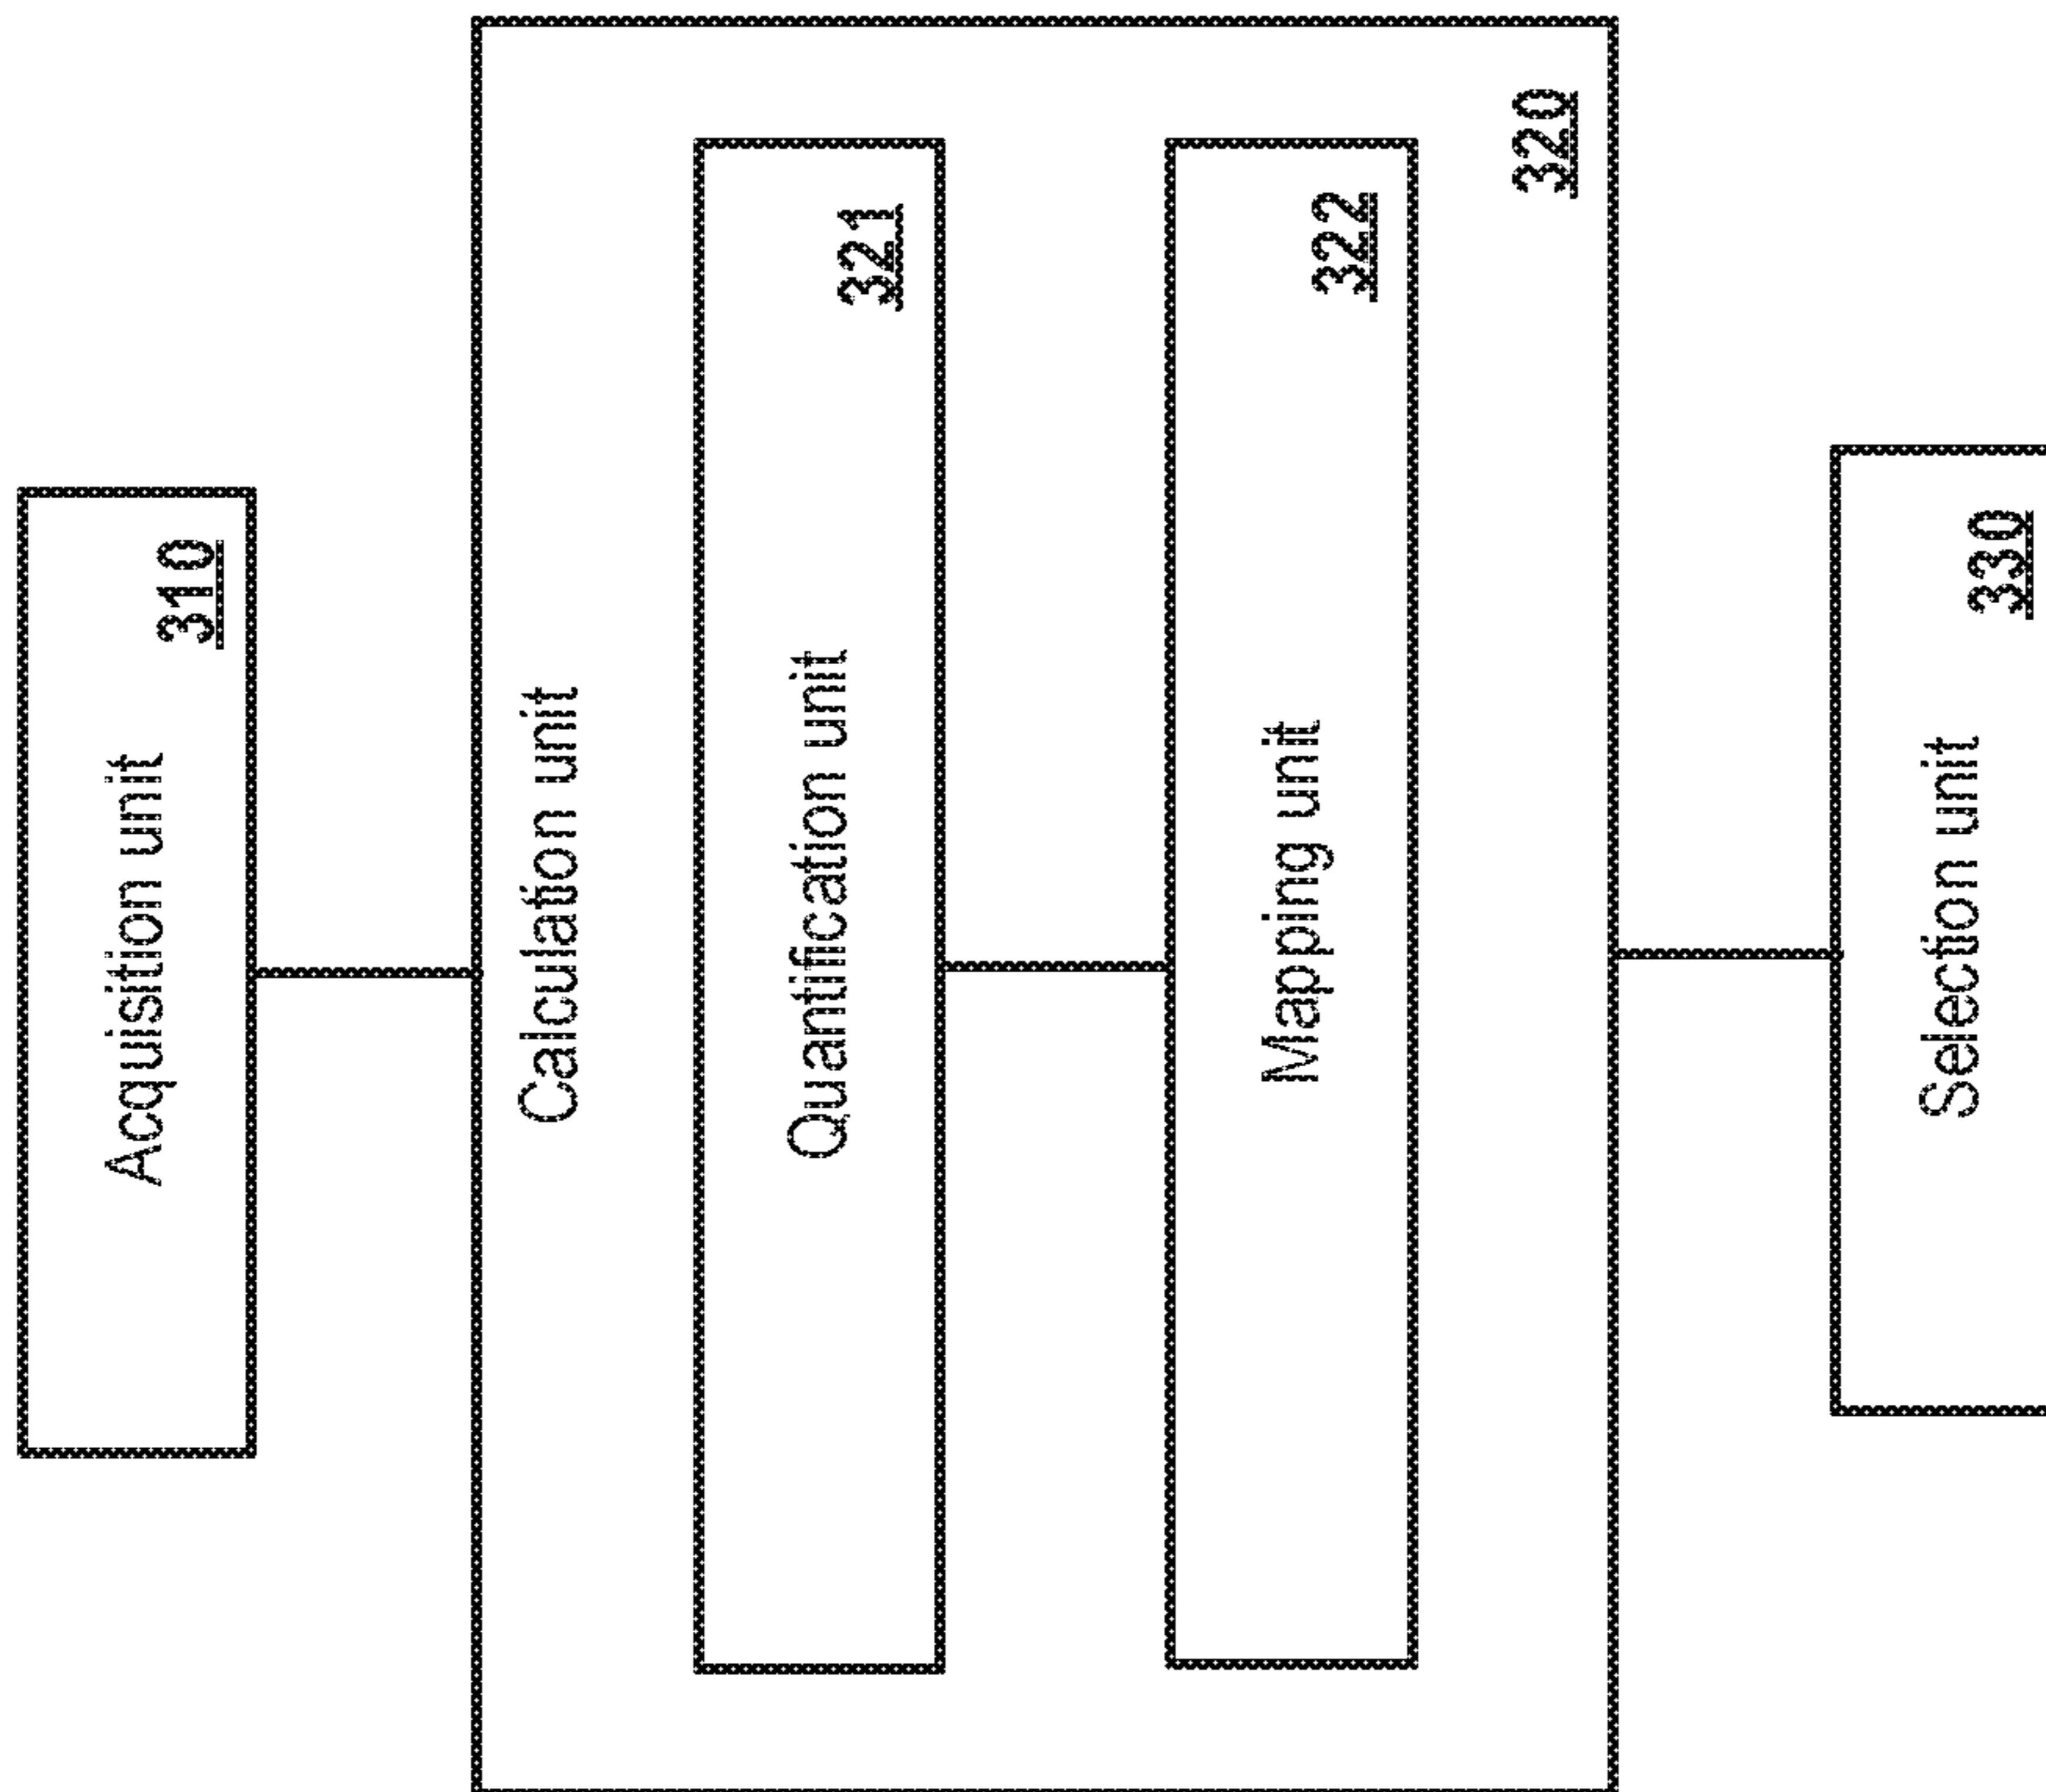 Acquisition unit
310
Calculation unit
Quantification unit
321
Mapping unit
322
320
Selection unit
330